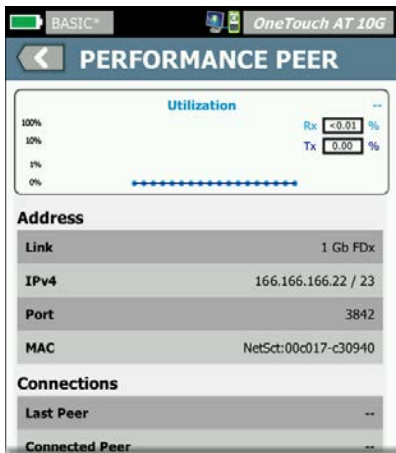 BASIC*
OneTouch AT 10G
PERFORMANCE PEER
Utilization --
100% Rx <0.01 %
10% Tx 0.00 %
1%
0%
Address
Link 1 Gb FDx
IPv4 166.166.166.22 / 23
Port 3842
MAC NetSct:00c017-c30940
Connections
Last Peer --
Connected Peer --